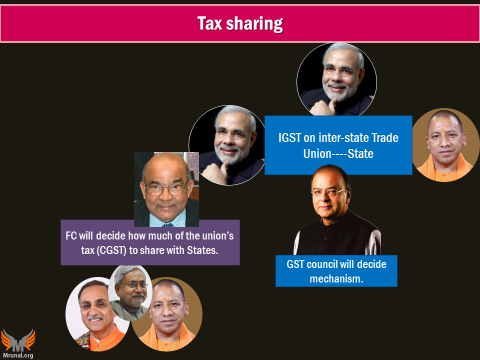 Tax sharing
IGST on inter-state Trade
Union----State
FC will decide how much of the union's
tax (CGST) to share with States.
GST council will decide
mechanism.
Mrunal.org